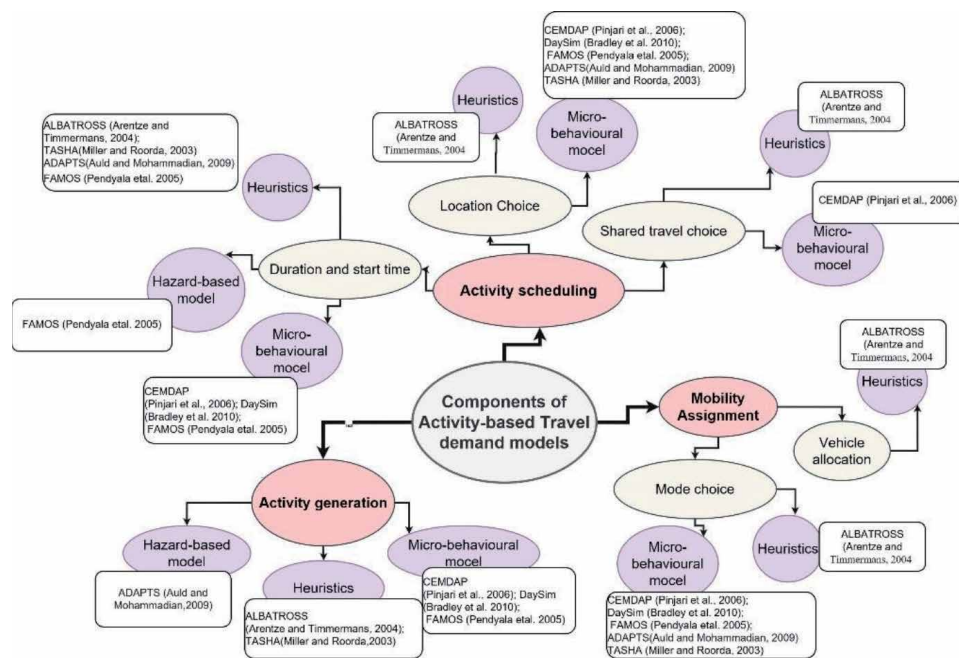 CEMDAP (Pinjari et al., 2006);
DaySim (Bradley et al. 2010);
FAMOS (Pendyala etal. 2005);
ADAPTS(Auld and Mohammadian, 2009)
TASHA (Miller and Roorda, 2003)
Heuristics
ALBATROSS
(Arentze and
Timmermans, 2004
Micro-
behavioural
mocel
Location Choice
ALBATROSS
(Arentze and
Timmermans, 2004
Heuristics
CEMDAP (Pinjari et al., 2006)
Micro-
behavioural
mocel
Shared travel choice
ALBATROSS (Arentze and
Timmermans, 2004);
TASHA(Miller and Roorda, 2003)
ADAPTS(Auld and Mohammadian, 2009)
FAMOS (Pendyala etal. 2005)
Heuristics
Duration and start time
Hazard-based
model
FAMOS (Pendyala etal. 2005)
Micro-
behavioural
mocel
CEMDAP
(Pinjari et al., 2006); DaySim
(Bradley et al. 2010);
FAMOS (Pendyala etal. 2005)
Activity scheduling
Components of
Activity-based Travel
demand models
Mobility
Assignment
ALBATROSS
(Arentze and
Timmermans, 2004
Heuristics
Vehicle
allocation
Mode choice
Micro-
behavioural
mocel
CEMDAP (Pinjari et al., 2006);
DaySim (Bradley et al. 2010);
FAMOS (Pendyala etal. 2005);
ADAPTS(Auld and Mohammadian, 2009)
TASHA (Miller and Roorda, 2003)
Heuristics
ALBATROSS
(Arentze and
Timmermans, 2004
Activity generation
Hazard-based
model
ADAPTS (Auld and
Mohammadian,2009)
Heuristics
ALBATROSS
(Arentze and Timmermans, 2004);
TASHA(Miller and Roorda,2003)
Micro-behavioural
mocel
CEMDAP
(Pinjari et al., 2006); DaySim
(Bradley et al. 2010);
FAMOS (Pendyala etal. 2005)